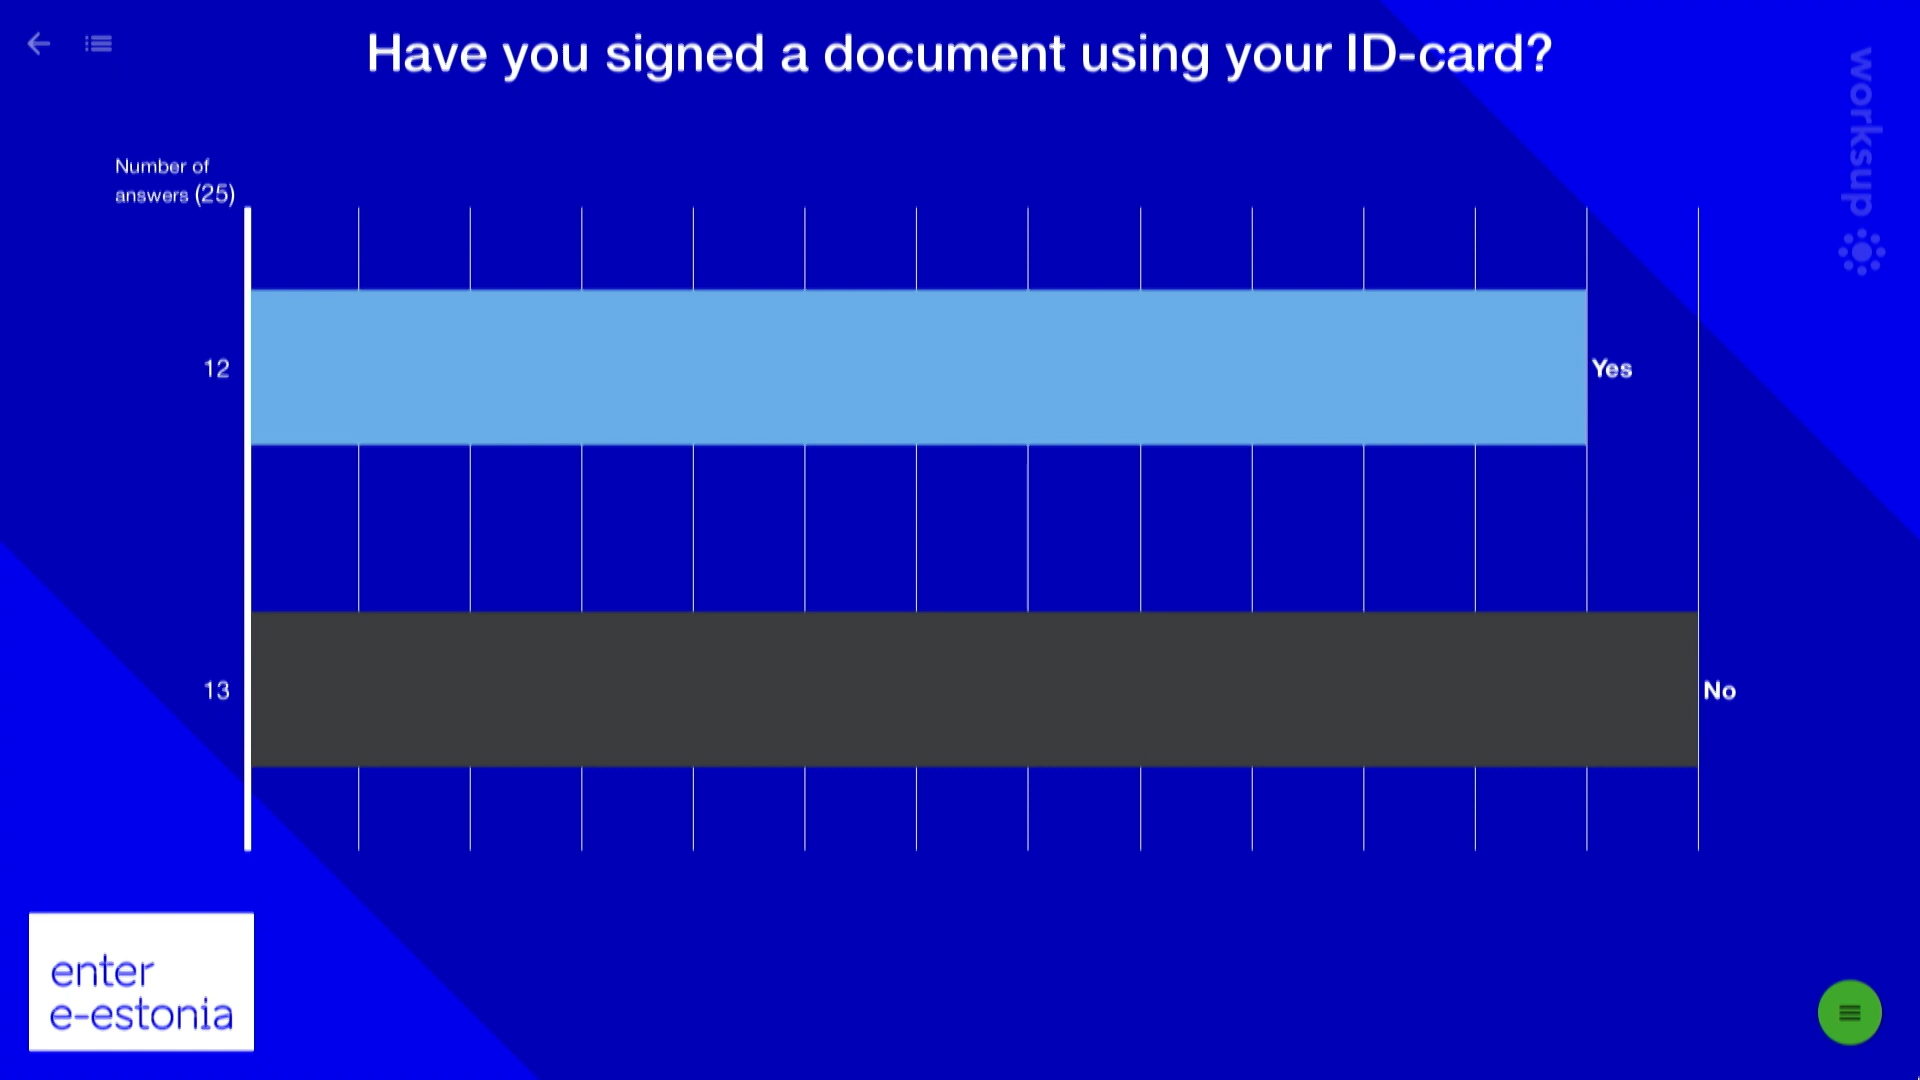 Have you signed a document using your ID-card?
worksup
Number of
answers (25)
12
Yes
13
No
enter
e-estonia